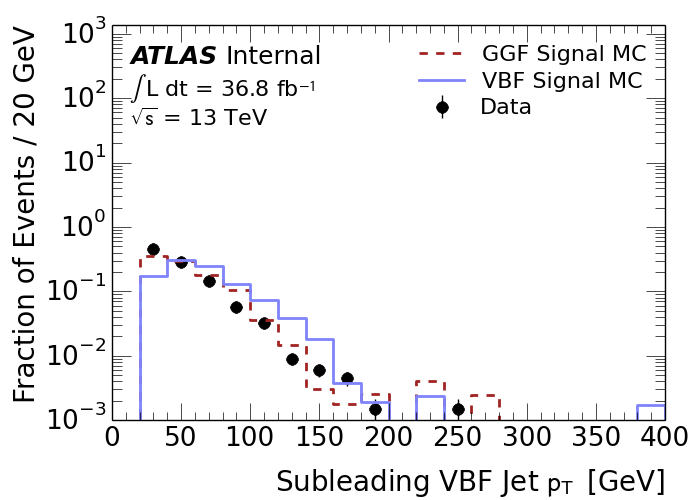 ATLAS Internal
∫L dt = 36.8 fb⁻¹
√s = 13 TeV
GGF Signal MC
VBF Signal MC
Data
Fraction of Events / 20 GeV
10³
10²
10¹
10⁰
10⁻¹
10⁻²
10⁻³
0 50 100 150 200 250 300 350 400
Subleading VBF Jet p_T [GeV]